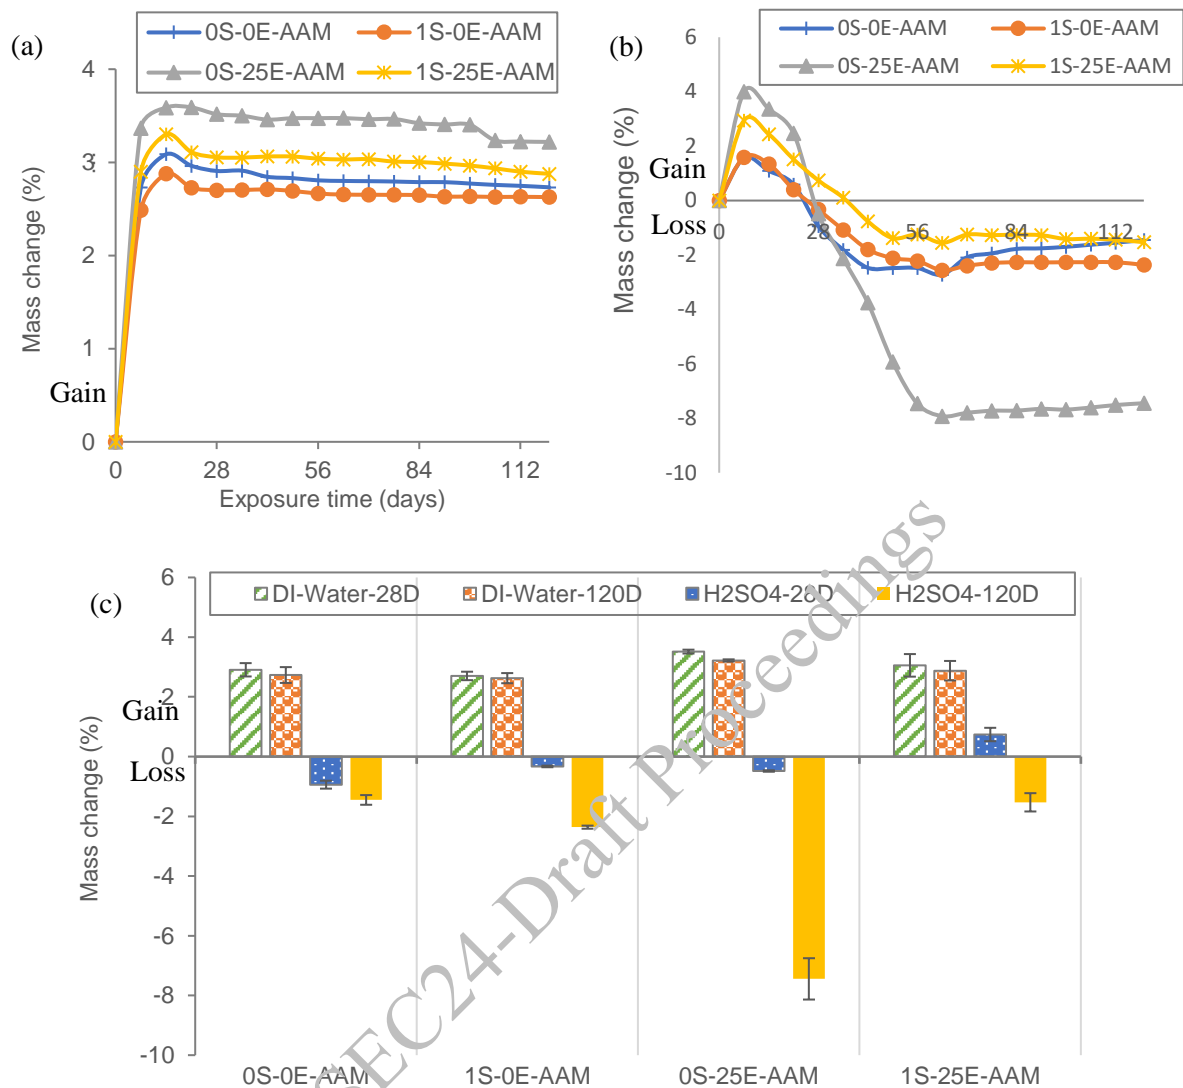 (a)
0S-0E-AAM
1S-0E-AAM
0S-25E-AAM
1S-25E-AAM
4
3
2
1
0
Mass change (%)
Gain
0
28
56
84
112
Exposure time (days)
(b)
0S-0E-AAM
1S-0E-AAM
0S-25E-AAM
1S-25E-AAM
6
4
2
0
-2
-4
-6
-8
-10
Mass change (%)
Gain
Loss
0
28
56
84
112
(c)
DI-Water-28D
DI-Water-120D
H2SO4-28D
H2SO4-120D
6
4
2
0
-2
-4
-6
-8
-10
Mass change (%)
Gain
Loss
0S-0E-AAM
1S-0E-AAM
0S-25E-AAM
1S-25E-AAM
SEC24-Draft Proceedings